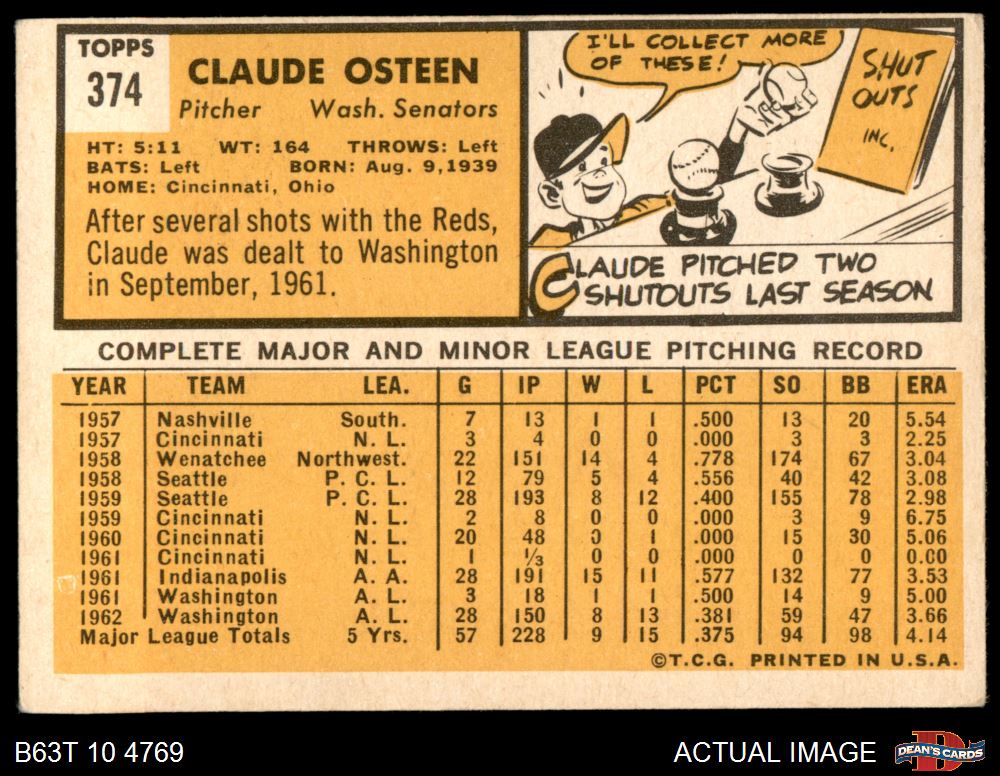 TOPPS
374
CLAUDE OSTEEN
Pitcher Wash. Senators
HT: 5:11 WT: 164 THROWS: Left
BATS: Left BORN: Aug. 9, 1939
HOME: Cincinnati, Ohio
After several shots with the Reds,
Claude was dealt to Washington
in September, 1961.
I'LL COLLECT MORE
OF THESE!
SHUT
OUTS
INC.
CLAUDE PITCHED TWO
SHUTOUTS LAST SEASON
COMPLETE MAJOR AND MINOR LEAGUE PITCHING RECORD
YEAR TEAM LEA. G IP W L PCT SO BB ERA
1957 Nashville South. 7 13 1 1 .500 13 20 5.54
1957 Cincinnati N. L. 3 4 0 0 .000 3 3 2.25
1958 Wenatchee Northwest. 22 151 14 4 .778 174 67 3.04
1958 Seattle P. C. L. 12 79 5 4 .556 40 42 3.08
1959 Seattle P. C. L. 28 193 8 12 .400 155 78 2.98
1959 Cincinnati N. L. 2 8 0 0 .000 3 9 6.75
1960 Cincinnati N. L. 20 48 0 1 .000 15 30 5.06
1961 Cincinnati N. L. 1 ⅓ 0 0 .000 0 0 0.00
1961 Indianapolis A. A. 28 191 15 11 .577 132 77 3.53
1961 Washington A. L. 3 18 1 1 .500 14 9 5.00
1962 Washington A. L. 28 150 8 13 .381 59 47 3.66
Major League Totals 5 Yrs. 57 228 9 15 .375 94 98 4.14
©T.C.G. PRINTED IN U.S.A.
B63T 10 4769 ACTUAL IMAGE DEAN'S CARDS